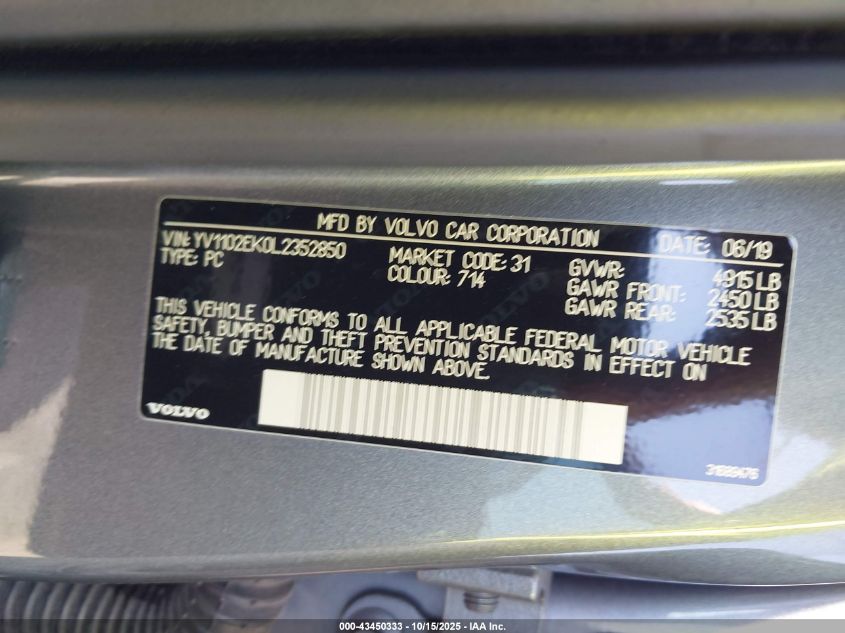 MFD BY VOLVO CAR CORPORATION DATE: 06/19
VIN: YV1102EK0L2352850
TYPE: PC
MARKET CODE: 31
COLOUR: 714
GVWR: 4915 LB
GAWR FRONT: 2450 LB
GAWR REAR: 2535 LB
THIS VEHICLE CONFORMS TO ALL APPLICABLE FEDERAL MOTOR VEHICLE
SAFETY, BUMPER AND THEFT PREVENTION STANDARDS IN EFFECT ON
THE DATE OF MANUFACTURE SHOWN ABOVE.
VOLVO
000-43450333 - 10/15/2025 - IAA Inc.